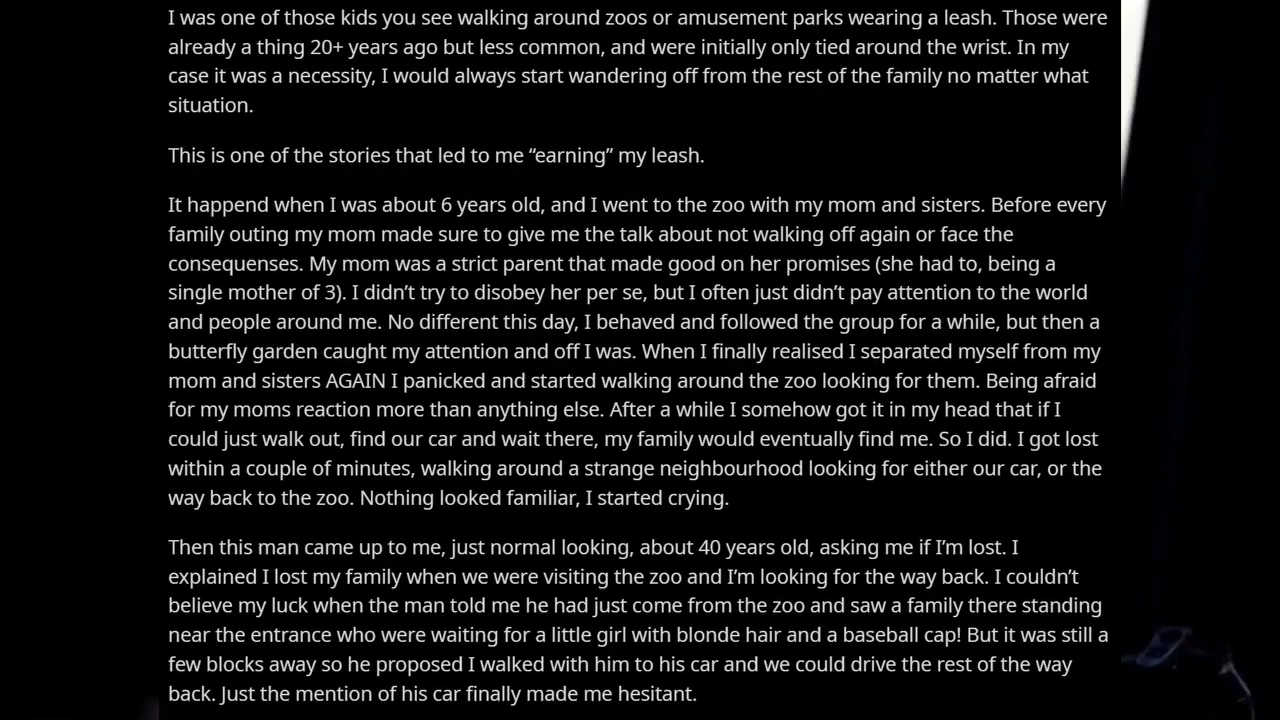 I was one of those kids you see walking around zoos or amusement parks wearing a leash. Those were
already a thing 20+ years ago but less common, and were initially only tied around the wrist. In my
case it was a necessity, I would always start wandering off from the rest of the family no matter what
situation.
This is one of the stories that led to me “earning” my leash.
It happend when I was about 6 years old, and I went to the zoo with my mom and sisters. Before every
family outing my mom made sure to give me the talk about not walking off again or face the
consequenses. My mom was a strict parent that made good on her promises (she had to, being a
single mother of 3). I didn’t try to disobey her per se, but I often just didn’t pay attention to the world
and people around me. No different this day, I behaved and followed the group for a while, but then a
butterfly garden caught my attention and off I was. When I finally realised I separated myself from my
mom and sisters AGAIN I panicked and started walking around the zoo looking for them. Being afraid
for my moms reaction more than anything else. After a while I somehow got it in my head that if I
could just walk out, find our car and wait there, my family would eventually find me. So I did. I got lost
within a couple of minutes, walking around a strange neighbourhood looking for either our car, or the
way back to the zoo. Nothing looked familiar, I started crying.
Then this man came up to me, just normal looking, about 40 years old, asking me if I’m lost. I
explained I lost my family when we were visiting the zoo and I’m looking for the way back. I couldn’t
believe my luck when the man told me he had just come from the zoo and saw a family there standing
near the entrance who were waiting for a little girl with blonde hair and a baseball cap! But it was still a
few blocks away so he proposed I walked with him to his car and we could drive the rest of the way
back. Just the mention of his car finally made me hesitant.